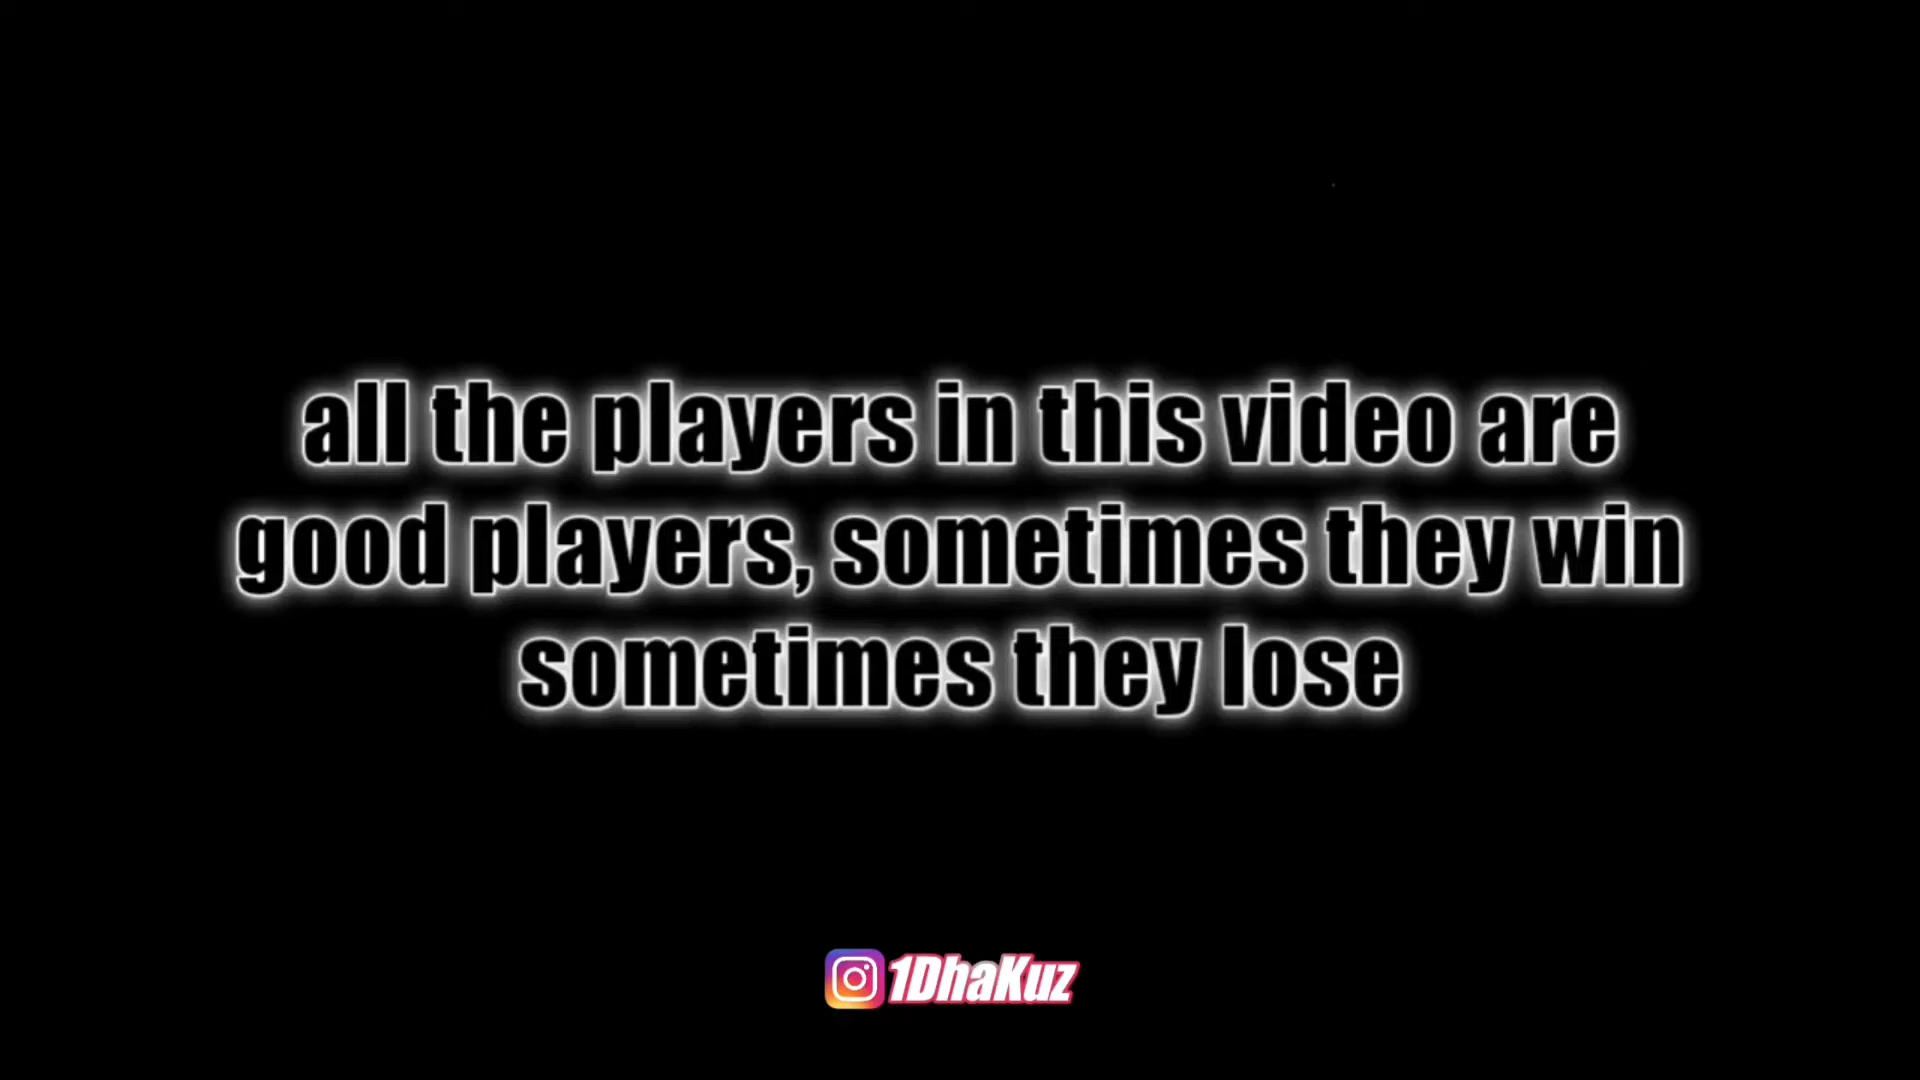 all the players in this video are
good players, sometimes they win
sometimes they lose
1DhaKuz